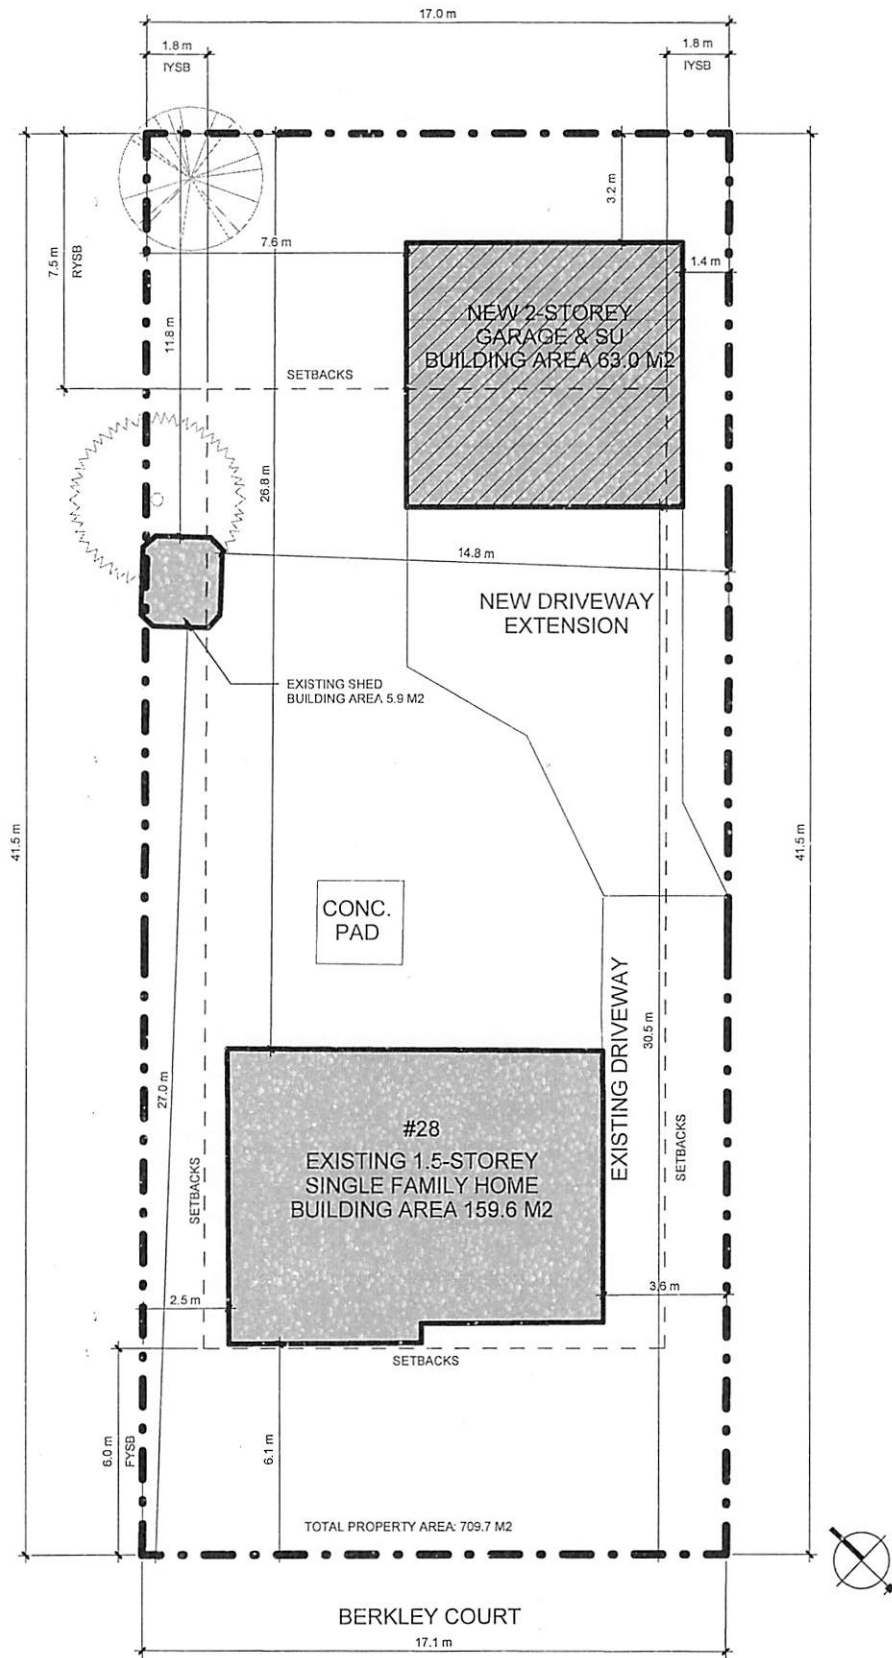 17.0 m
1.8 m
IYSB
1.8 m
IYSB
3.2 m
7.5 m
RYSB
7.6 m
1.4 m
11.8 m
NEW 2-STOREY
GARAGE & SU
BUILDING AREA 63.0 M2
SETBACKS
26.8 m
14.8 m
NEW DRIVEWAY
EXTENSION
EXISTING SHED
BUILDING AREA 5.9 M2
41.5 m
41.5 m
CONC.
PAD
EXISTING DRIVEWAY
30.5 m
27.0 m
#28
EXISTING 1.5-STOREY
SINGLE FAMILY HOME
BUILDING AREA 159.6 M2
SETBACKS
SETBACKS
2.5 m
3.6 m
SETBACKS
6.0 m
FYSB
6.1 m
TOTAL PROPERTY AREA: 709.7 M2
BERKLEY COURT
17.1 m